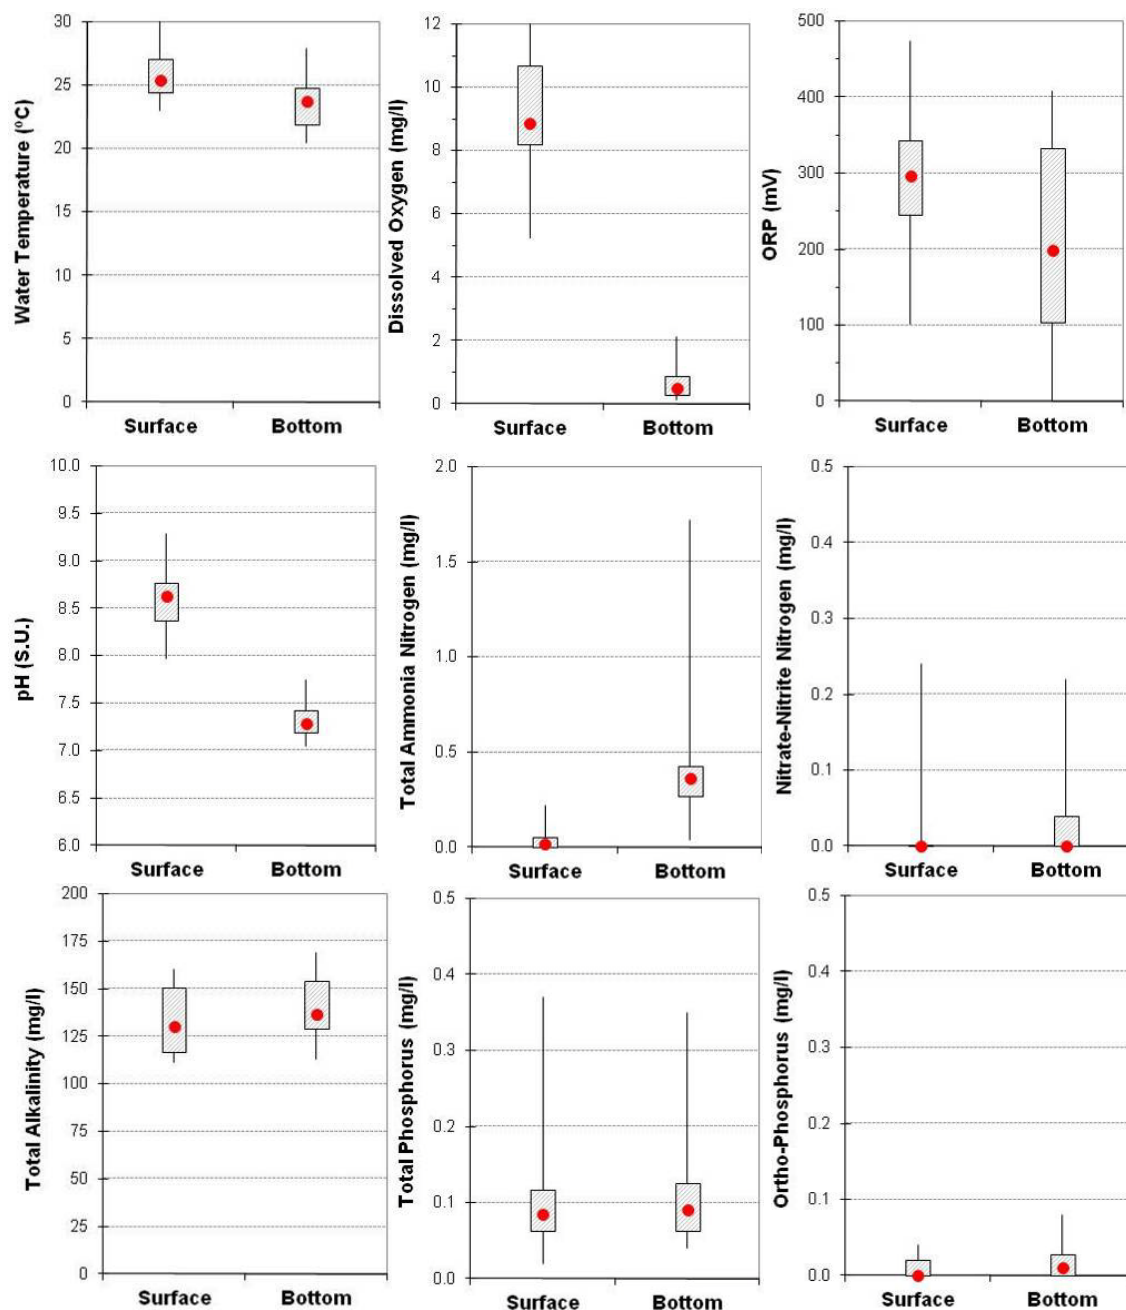 Water Temperature (ºC)
30
25
20
15
10
5
0
Surface
Bottom
Dissolved Oxygen (mg/l)
12
10
8
6
4
2
0
Surface
Bottom
ORP (mV)
500
400
300
200
100
0
Surface
Bottom
pH (S.U.)
10.0
9.5
9.0
8.5
8.0
7.5
7.0
6.5
6.0
Surface
Bottom
Total Ammonia Nitrogen (mg/l)
2.0
1.5
1.0
0.5
0.0
Surface
Bottom
Nitrate-Nitrite Nitrogen (mg/l)
0.5
0.4
0.3
0.2
0.1
0.0
Surface
Bottom
Total Alkalinity (mg/l)
200
175
150
125
100
75
50
25
0
Surface
Bottom
Total Phosphorus (mg/l)
0.5
0.4
0.3
0.2
0.1
0.0
Surface
Bottom
Ortho-Phosphorus (mg/l)
0.5
0.4
0.3
0.2
0.1
0.0
Surface
Bottom